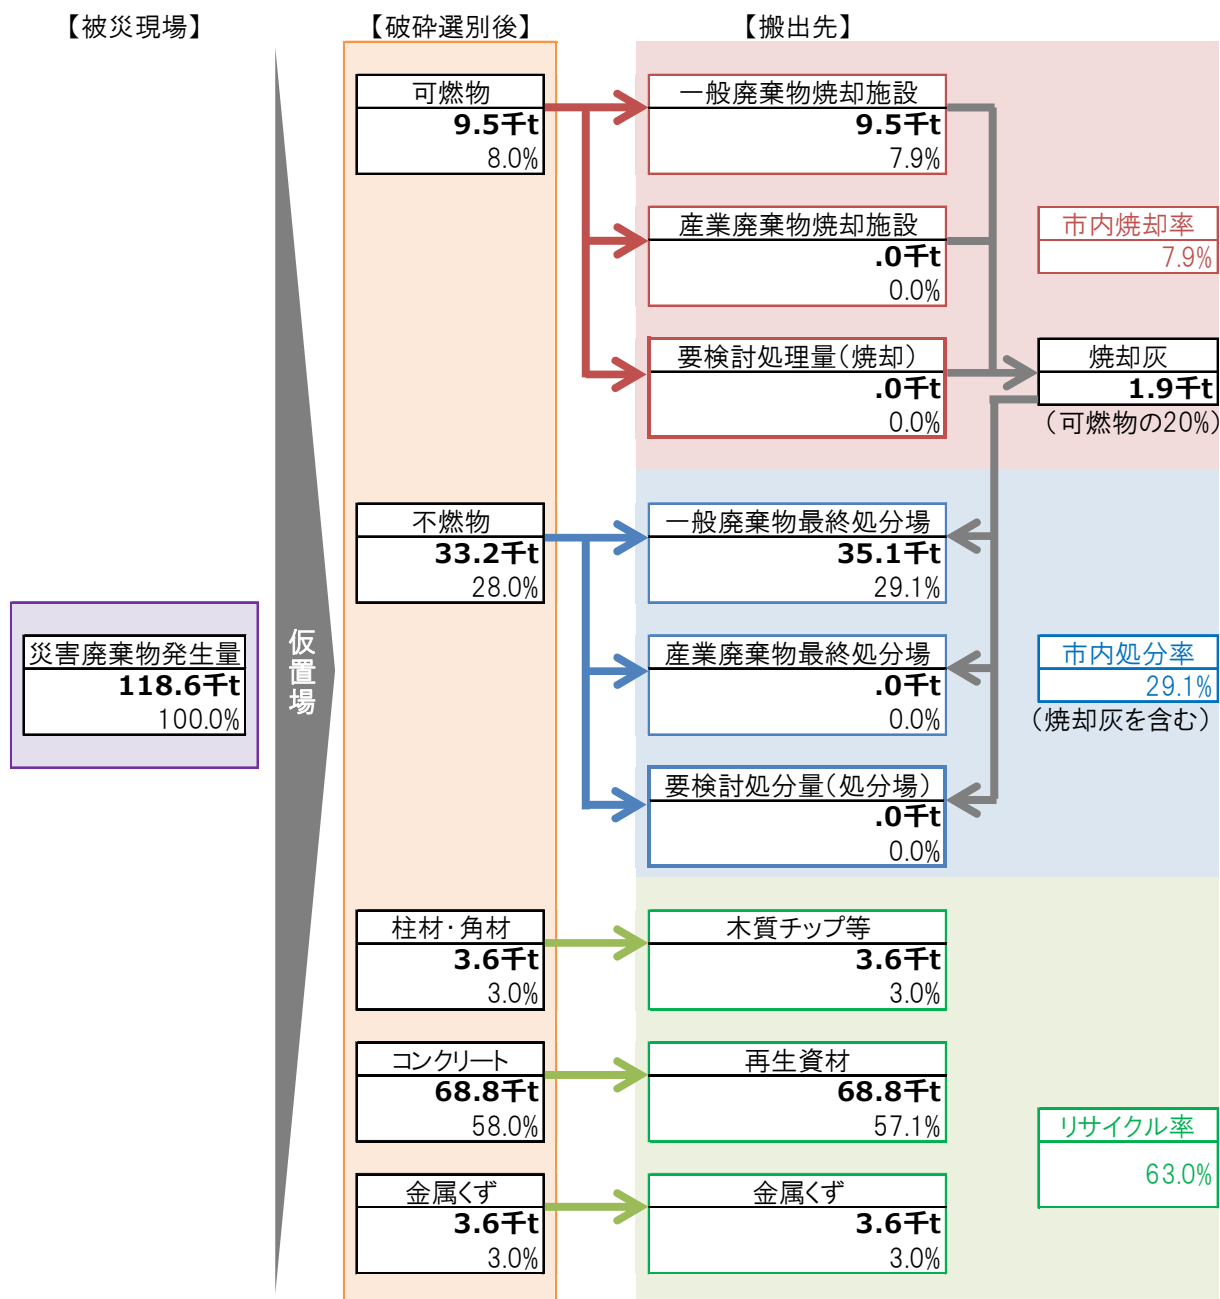 【被災現場】
【破砕選別後】
【搬出先】
災害廃棄物発生量
118.6千t
100.0%
仮置場
可燃物
9.5千t
8.0%
不燃物
33.2千t
28.0%
柱材・角材
3.6千t
3.0%
コンクリート
68.8千t
58.0%
金属くず
3.6千t
3.0%
一般廃棄物焼却施設
9.5千t
7.9%
産業廃棄物焼却施設
.0千t
0.0%
要検討処理量(焼却)
.0千t
0.0%
一般廃棄物最終処分場
35.1千t
29.1%
産業廃棄物最終処分場
.0千t
0.0%
要検討処分量(処分場)
.0千t
0.0%
木質チップ等
3.6千t
3.0%
再生資材
68.8千t
57.1%
金属くず
3.6千t
3.0%
市内焼却率
7.9%
焼却灰
1.9千t
(可燃物の20%)
市内処分率
29.1%
(焼却灰を含む)
リサイクル率
63.0%